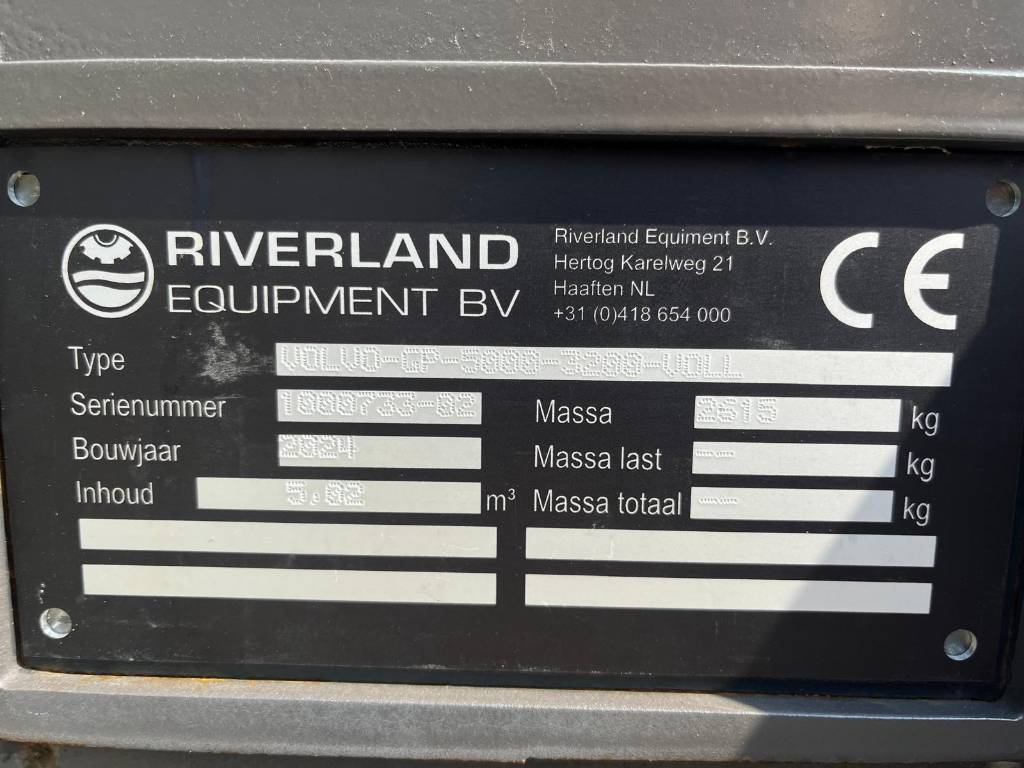 RIVERLAND
EQUIPMENT BV
Riverland Equiment B.V.
Hertog Karelweg 21
Haaften NL
+31 (0)418 654 000
CE
Type VOLVO-GP-5000-3200-VOLL
Serienummer 1000733-02
Massa 2615 kg
Bouwjaar 2024
Massa last -- kg
Inhoud 5,02 m³
Massa totaal -- kg